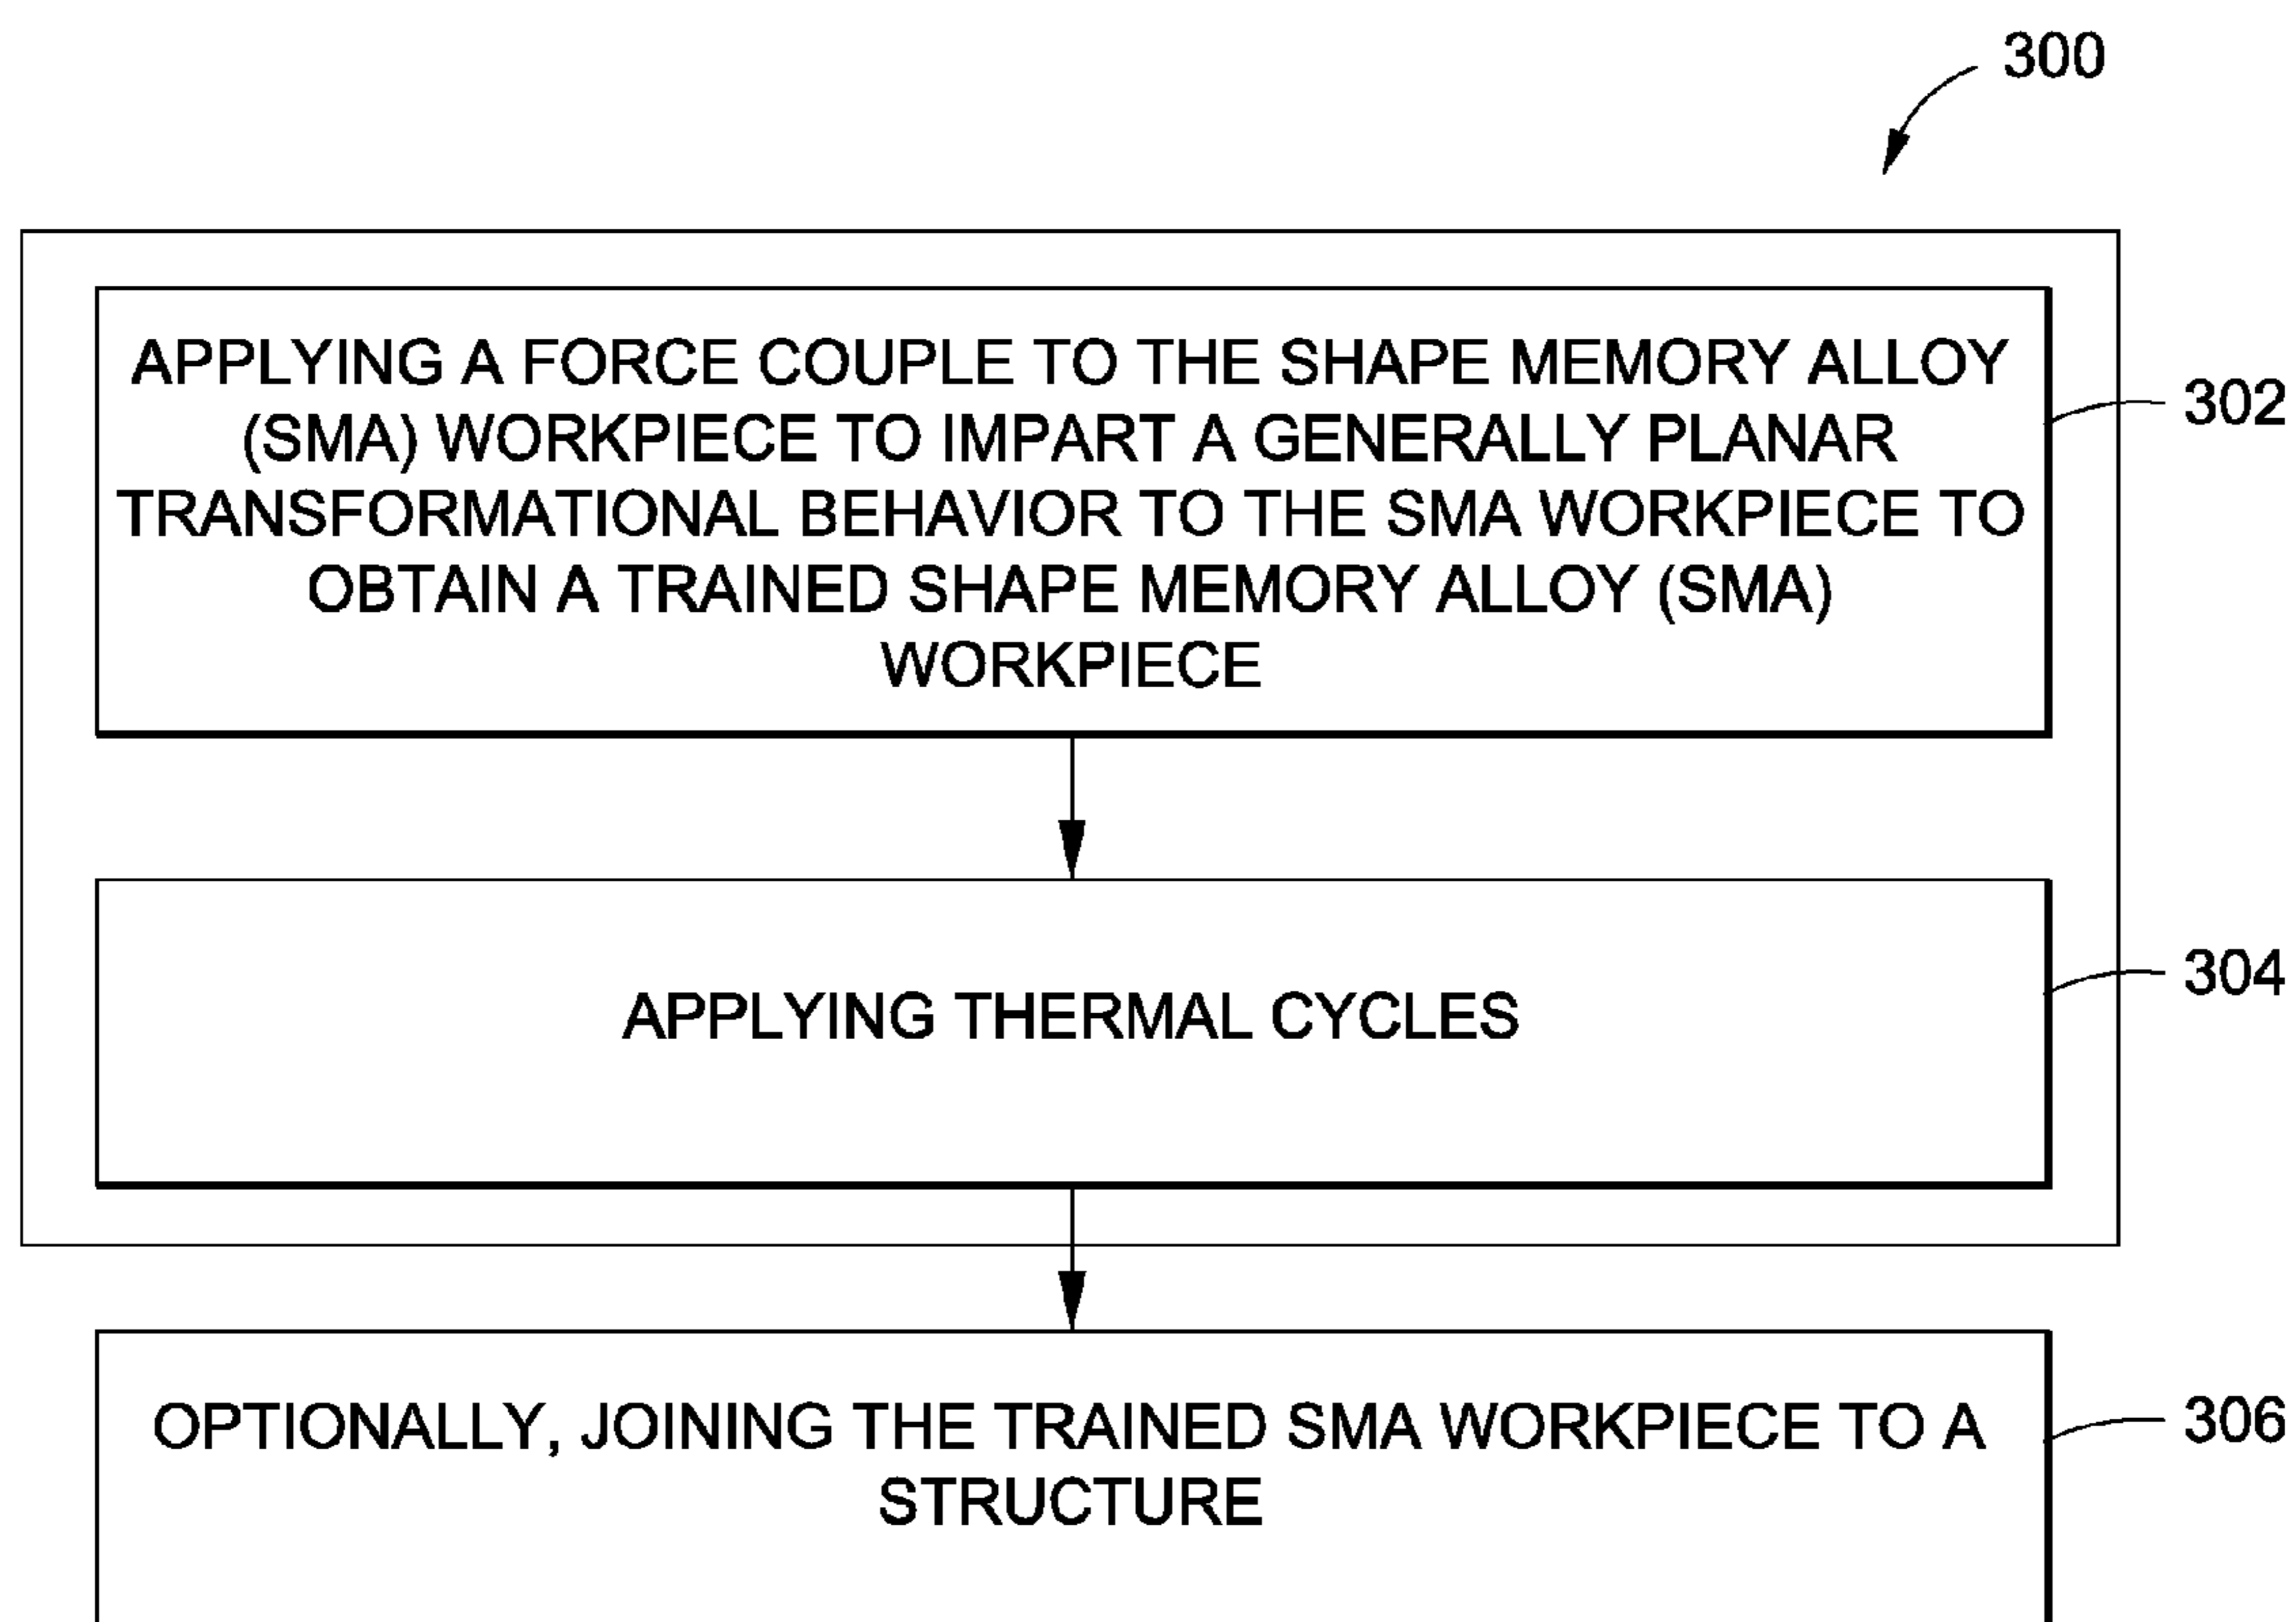 300
APPLYING A FORCE COUPLE TO THE SHAPE MEMORY ALLOY
(SMA) WORKPIECE TO IMPART A GENERALLY PLANAR
TRANSFORMATIONAL BEHAVIOR TO THE SMA WORKPIECE TO
OBTAIN A TRAINED SHAPE MEMORY ALLOY (SMA)
WORKPIECE
302
APPLYING THERMAL CYCLES
304
OPTIONALLY, JOINING THE TRAINED SMA WORKPIECE TO A
STRUCTURE
306